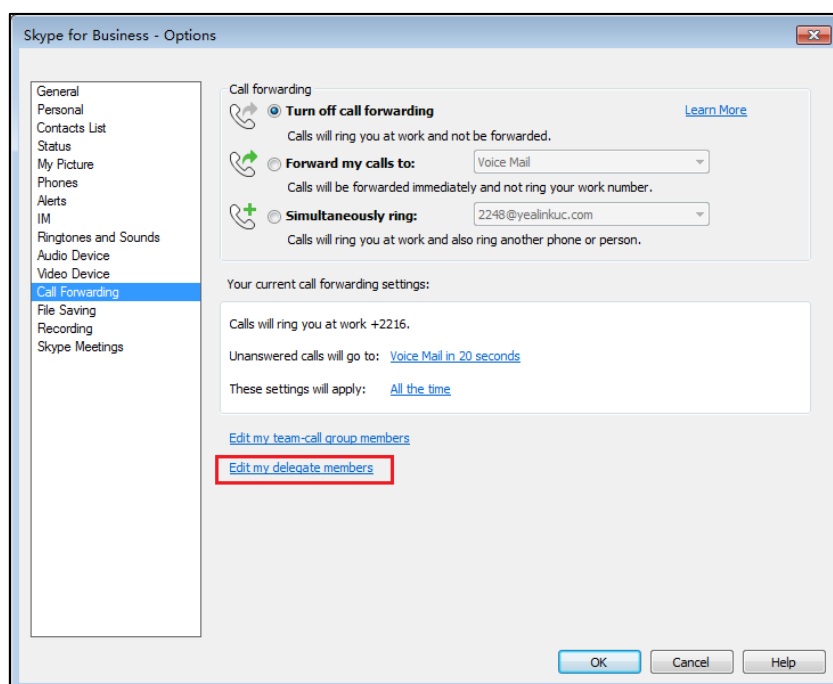 Skype for Business - Options
General
Personal
Contacts List
Status
My Picture
Phones
Alerts
IM
Ringtones and Sounds
Audio Device
Video Device
Call Forwarding
File Saving
Recording
Skype Meetings
Call forwarding
Turn off call forwarding
Learn More
Calls will ring you at work and not be forwarded.
Forward my calls to:
Voice Mail
Calls will be forwarded immediately and not ring your work number.
Simultaneously ring:
2248@yealinkuc.com
Calls will ring you at work and also ring another phone or person.
Your current call forwarding settings:
Calls will ring you at work +2216.
Unanswered calls will go to: Voice Mail in 20 seconds
These settings will apply: All the time
Edit my team-call group members
Edit my delegate members
OK
Cancel
Help